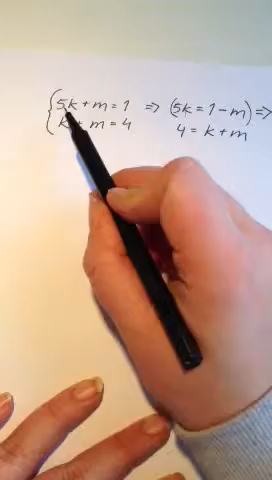 5k + m = 1 => (5k = 1 - m) =>
k + m = 4 4 = k + m